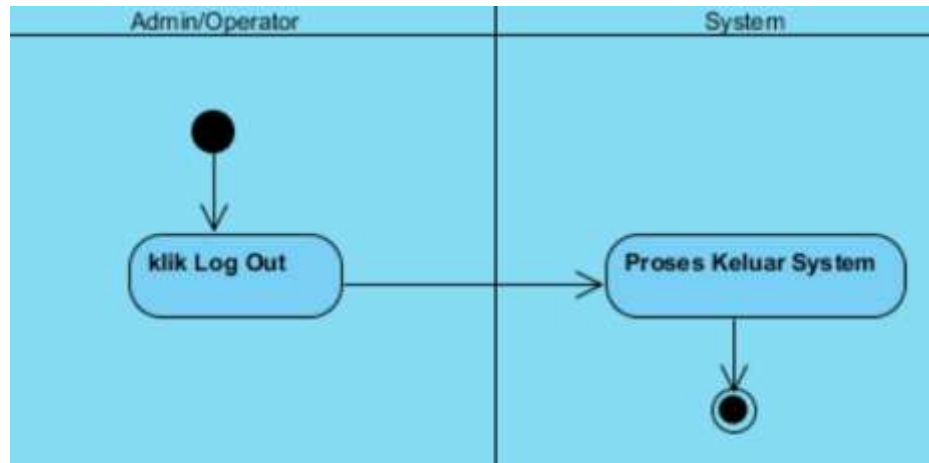 Admin/Operator
System
klik Log Out
Proses Keluar System